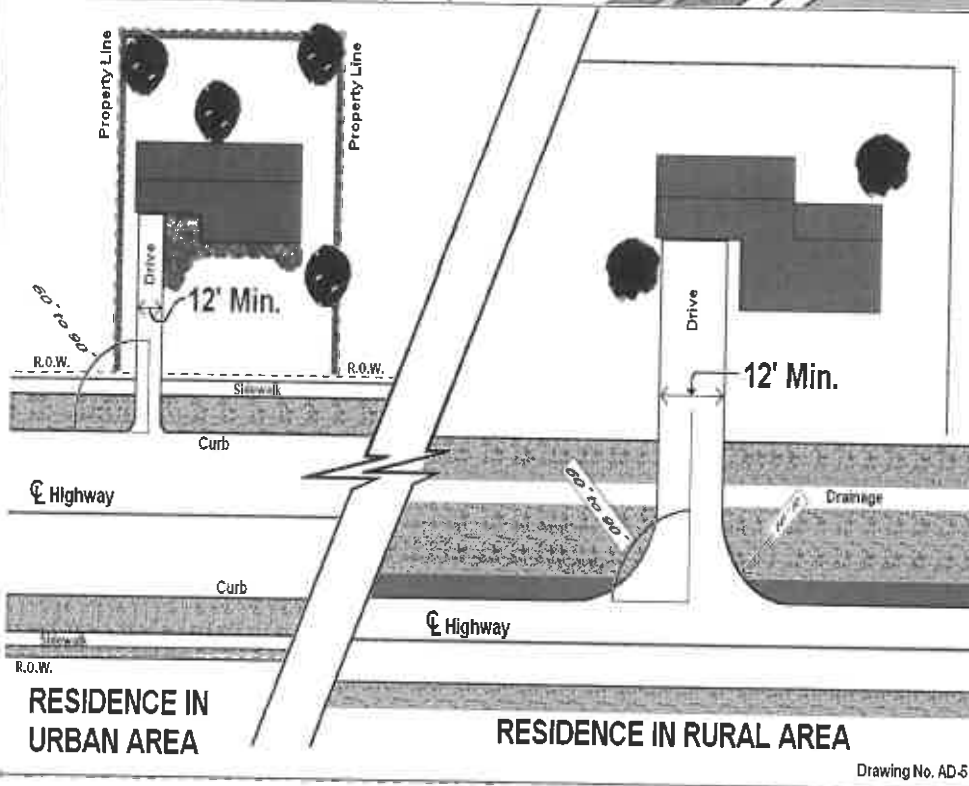 Property Line
Property Line
Drive
12' Min.
60° to 90°
R.O.W.
R.O.W.
Sidewalk
Curb
℄ Highway
Curb
Sidewalk
R.O.W.
RESIDENCE IN
URBAN AREA
Drive
12' Min.
60° to 90°
Drainage
℄ Highway
RESIDENCE IN RURAL AREA
Drawing No. AD-5